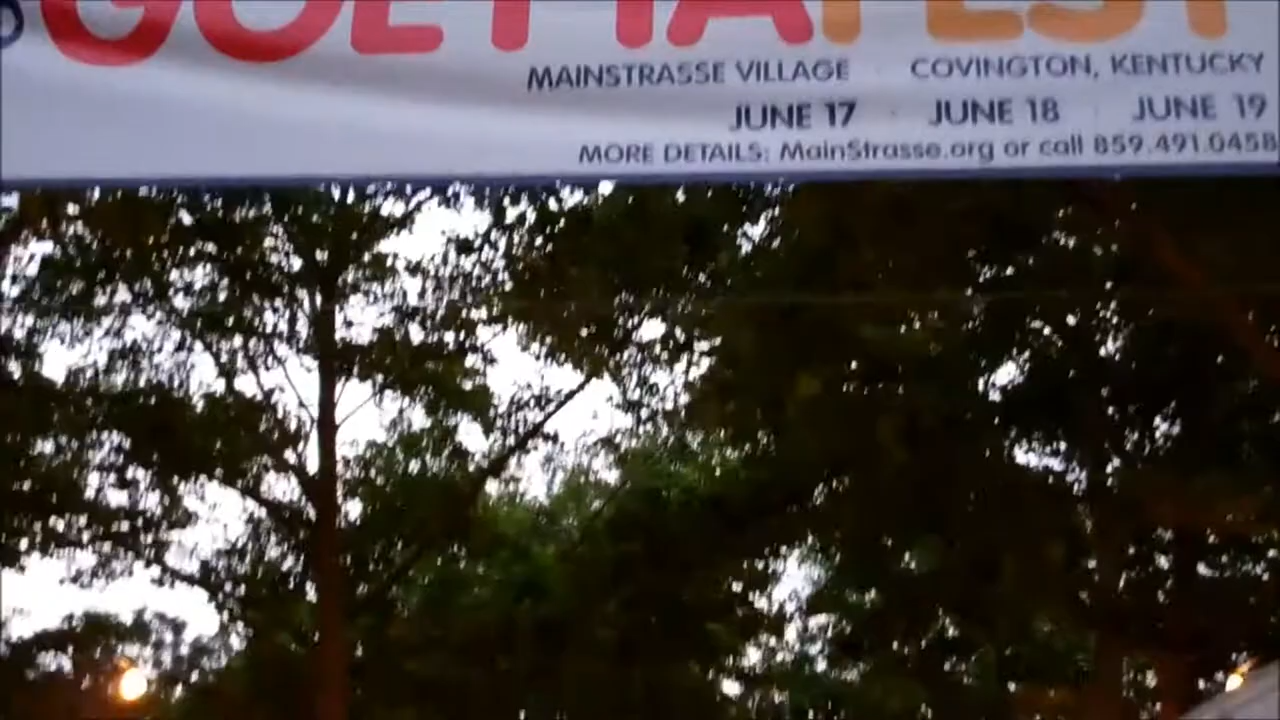 GOETTAFEST
MAINSTRASSE VILLAGE · COVINGTON, KENTUCKY
JUNE 17 · JUNE 18 · JUNE 19
MORE DETAILS: MainStrasse.org or call 859.491.0458